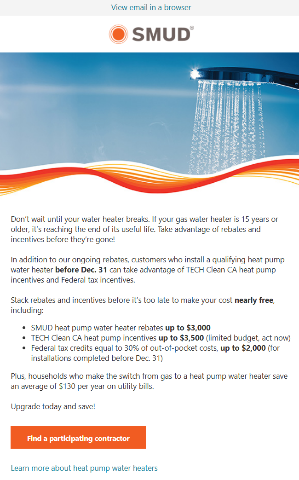 View email in a browser
SMUD®
Don't wait until your water heater breaks. If your gas water heater is 15 years or
older, it's reaching the end of its useful life. Take advantage of rebates and
incentives before they're gone!
In addition to our ongoing rebates, customers who install a qualifying heat pump
water heater before Dec. 31 can take advantage of TECH Clean CA heat pump
incentives and Federal tax incentives.
Stack rebates and incentives before it's too late to make your cost nearly free,
including:
• SMUD heat pump water heater rebates up to $3,000
• TECH Clean CA heat pump incentives up to $3,500 (limited budget, act now)
• Federal tax credits equal to 30% of out-of-pocket costs, up to $2,000 (for
installations completed before Dec. 31)
Plus, households who make the switch from gas to a heat pump water heater save
an average of $130 per year on utility bills.
Upgrade today and save!
Find a participating contractor
Learn more about heat pump water heaters